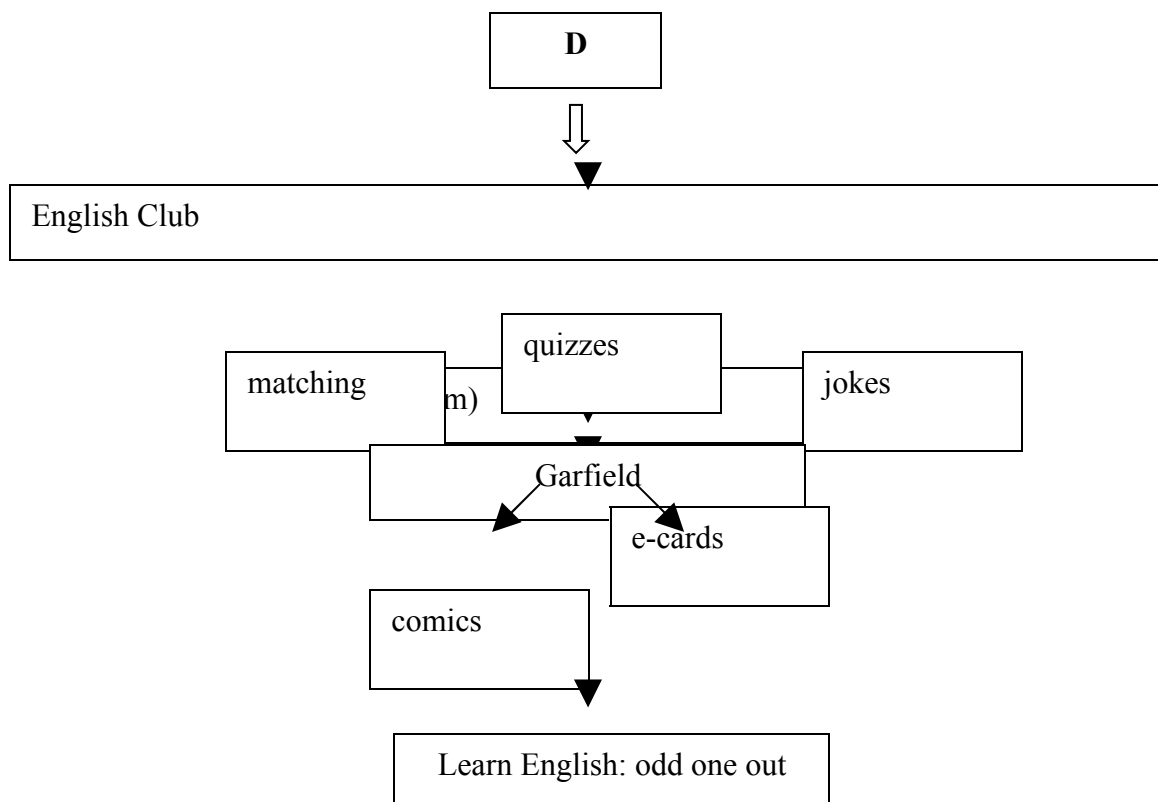 D
English Club
quizzes
matching
jokes
m)
Garfield
e-cards
comics
Learn English: odd one out